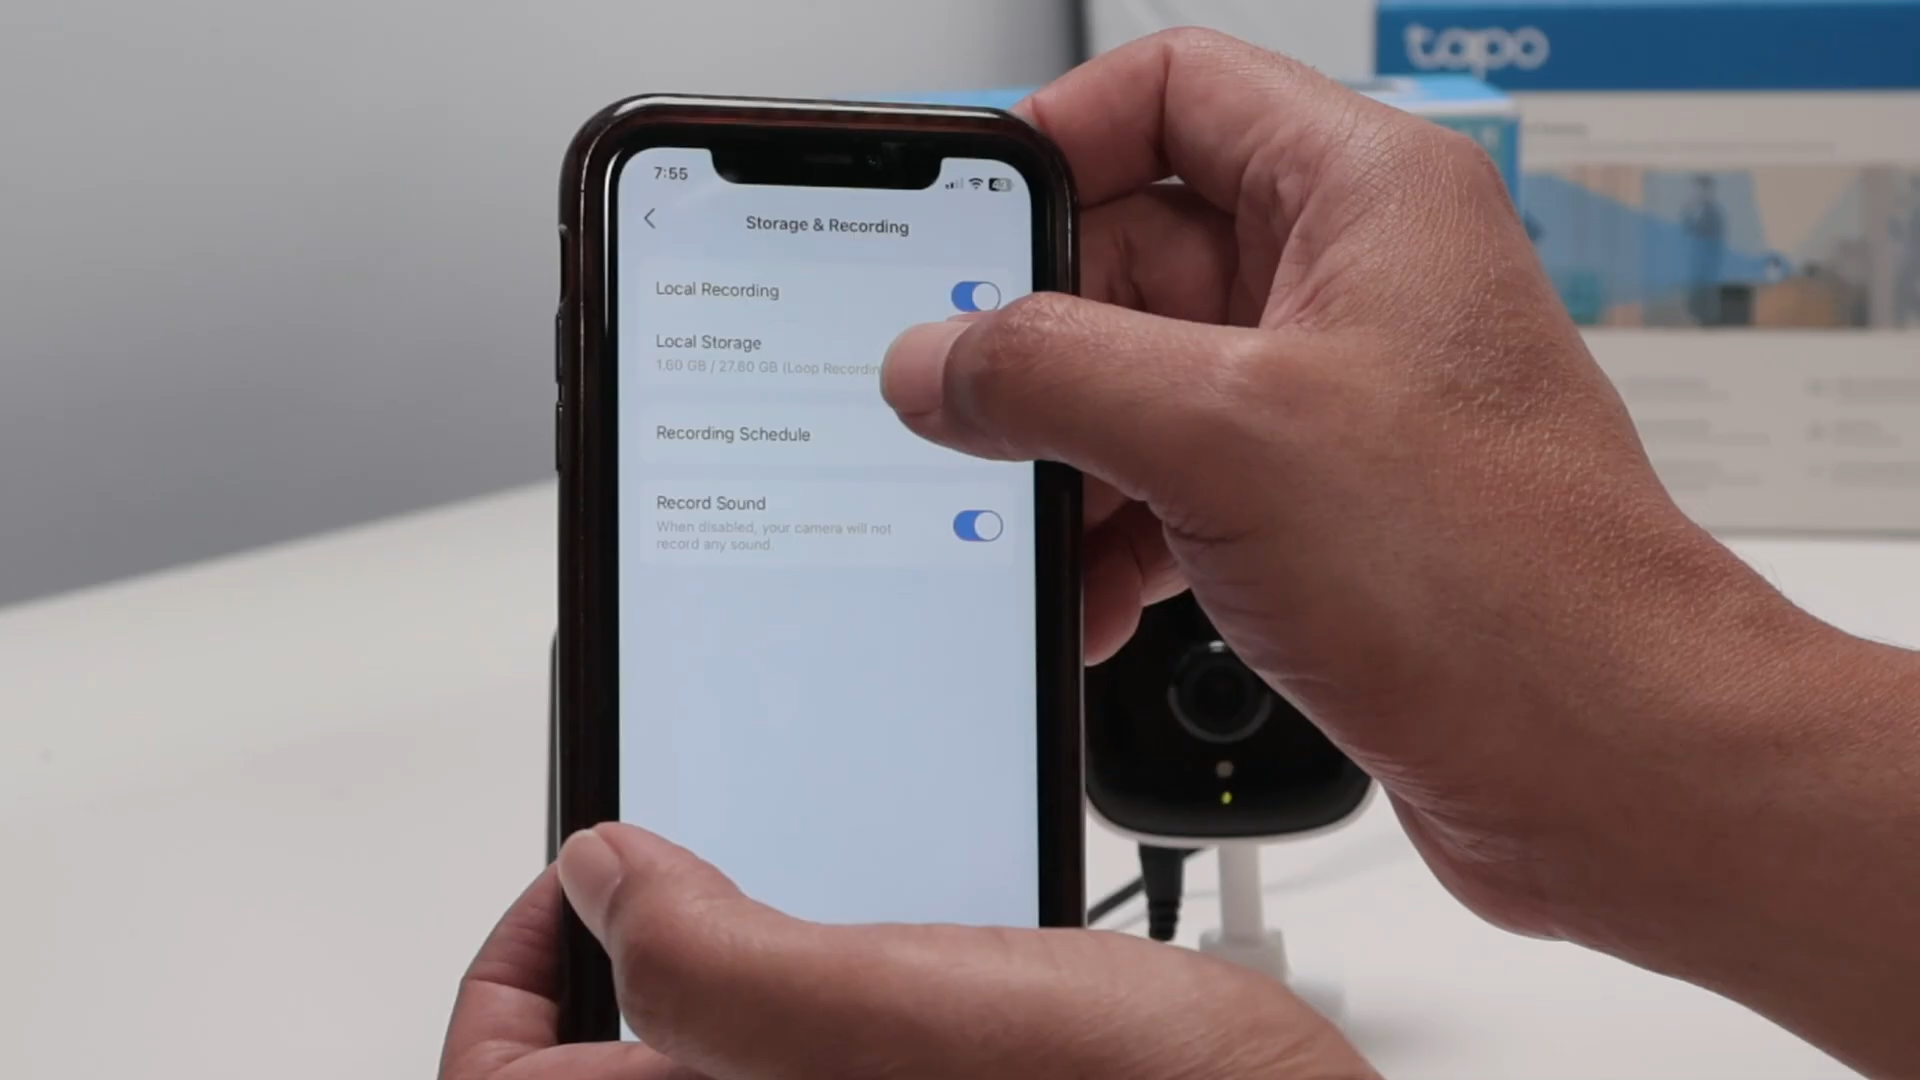 tapo
7:55
Storage & Recording
Local Recording
Local Storage
1.60 GB / 27.80 GB (Loop Recordin
Recording Schedule
Record Sound
When disabled, your camera will not
record any sound.